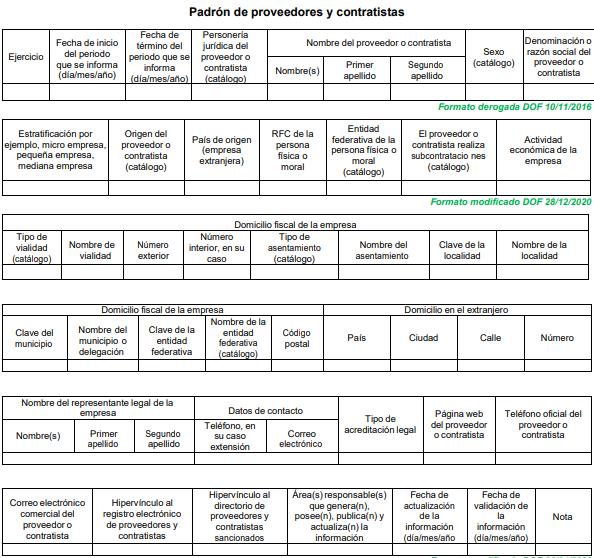 Padrón de proveedores y contratistas
Ejercicio
Fecha de inicio
del periodo
que se informa
(día/mes/año)
Fecha de
término del
periodo que se
informa
(día/mes/año)
Personería
jurídica del
proveedor o
contratista
(catálogo)
Nombre del proveedor o contratista
Nombre(s)
Primer
apellido
Segundo
apellido
Sexo
(catálogo)
Denominación o
razón social del
proveedor o
contratista
Formato derogada DOF 10/11/2016
Estratificación por
ejemplo, micro empresa,
pequeña empresa,
mediana empresa
Origen del
proveedor o
contratista
(catálogo)
País de origen
(empresa
extranjera)
RFC de la
persona
física o
moral
Entidad
federativa de la
persona física o
moral
(catálogo)
El proveedor o
contratista realiza
subcontratacio nes
(catálogo)
Actividad
económica de la
empresa
Formato modificado DOF 28/12/2020
Domicilio fiscal de la empresa
Tipo de
vialidad
(catálogo)
Nombre de
vialidad
Número
exterior
Número
interior, en su
caso
Tipo de
asentamiento
(catálogo)
Nombre del
asentamiento
Clave de la
localidad
Nombre de la
localidad
Domicilio fiscal de la empresa
Domicilio en el extranjero
Clave del
municipio
Nombre del
municipio o
delegación
Clave de la
entidad
federativa
Nombre de la
entidad
federativa
(catálogo)
Código
postal
País
Ciudad
Calle
Número
Nombre del representante legal de la
empresa
Nombre(s)
Primer
apellido
Segundo
apellido
Datos de contacto
Teléfono, en
su caso
extensión
Correo
electrónico
Tipo de
acreditación legal
Página web
del proveedor
o contratista
Teléfono oficial del
proveedor o
contratista
Correo electrónico
comercial del
proveedor o
contratista
Hipervínculo al
registro electrónico
de proveedores y
contratistas
Hipervínculo al
directorio de
proveedores y
contratistas
sancionados
Área(s) responsable(s)
que genera(n),
posee(n), publica(n) y
actualiza(n) la
información
Fecha de
actualización
de la
información
(día/mes/año
Fecha de
validación de
la
información
(día/mes/año
Nota